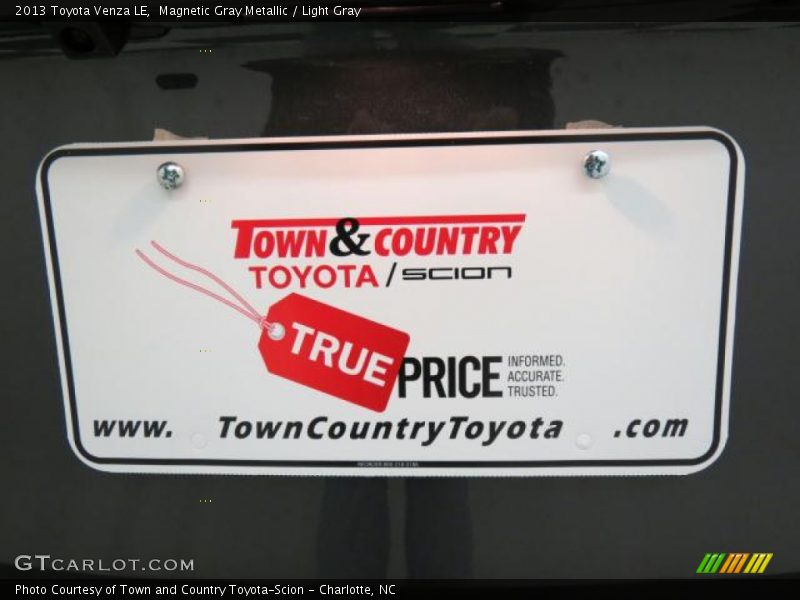 2013 Toyota Venza LE, Magnetic Gray Metallic / Light Gray
TOWN & COUNTRY
TOYOTA / SCION
TRUE PRICE
INFORMED.
ACCURATE.
TRUSTED.
www. TownCountryToyota .com
GTCARLOT.COM
Photo Courtesy of Town and Country Toyota-Scion - Charlotte, NC